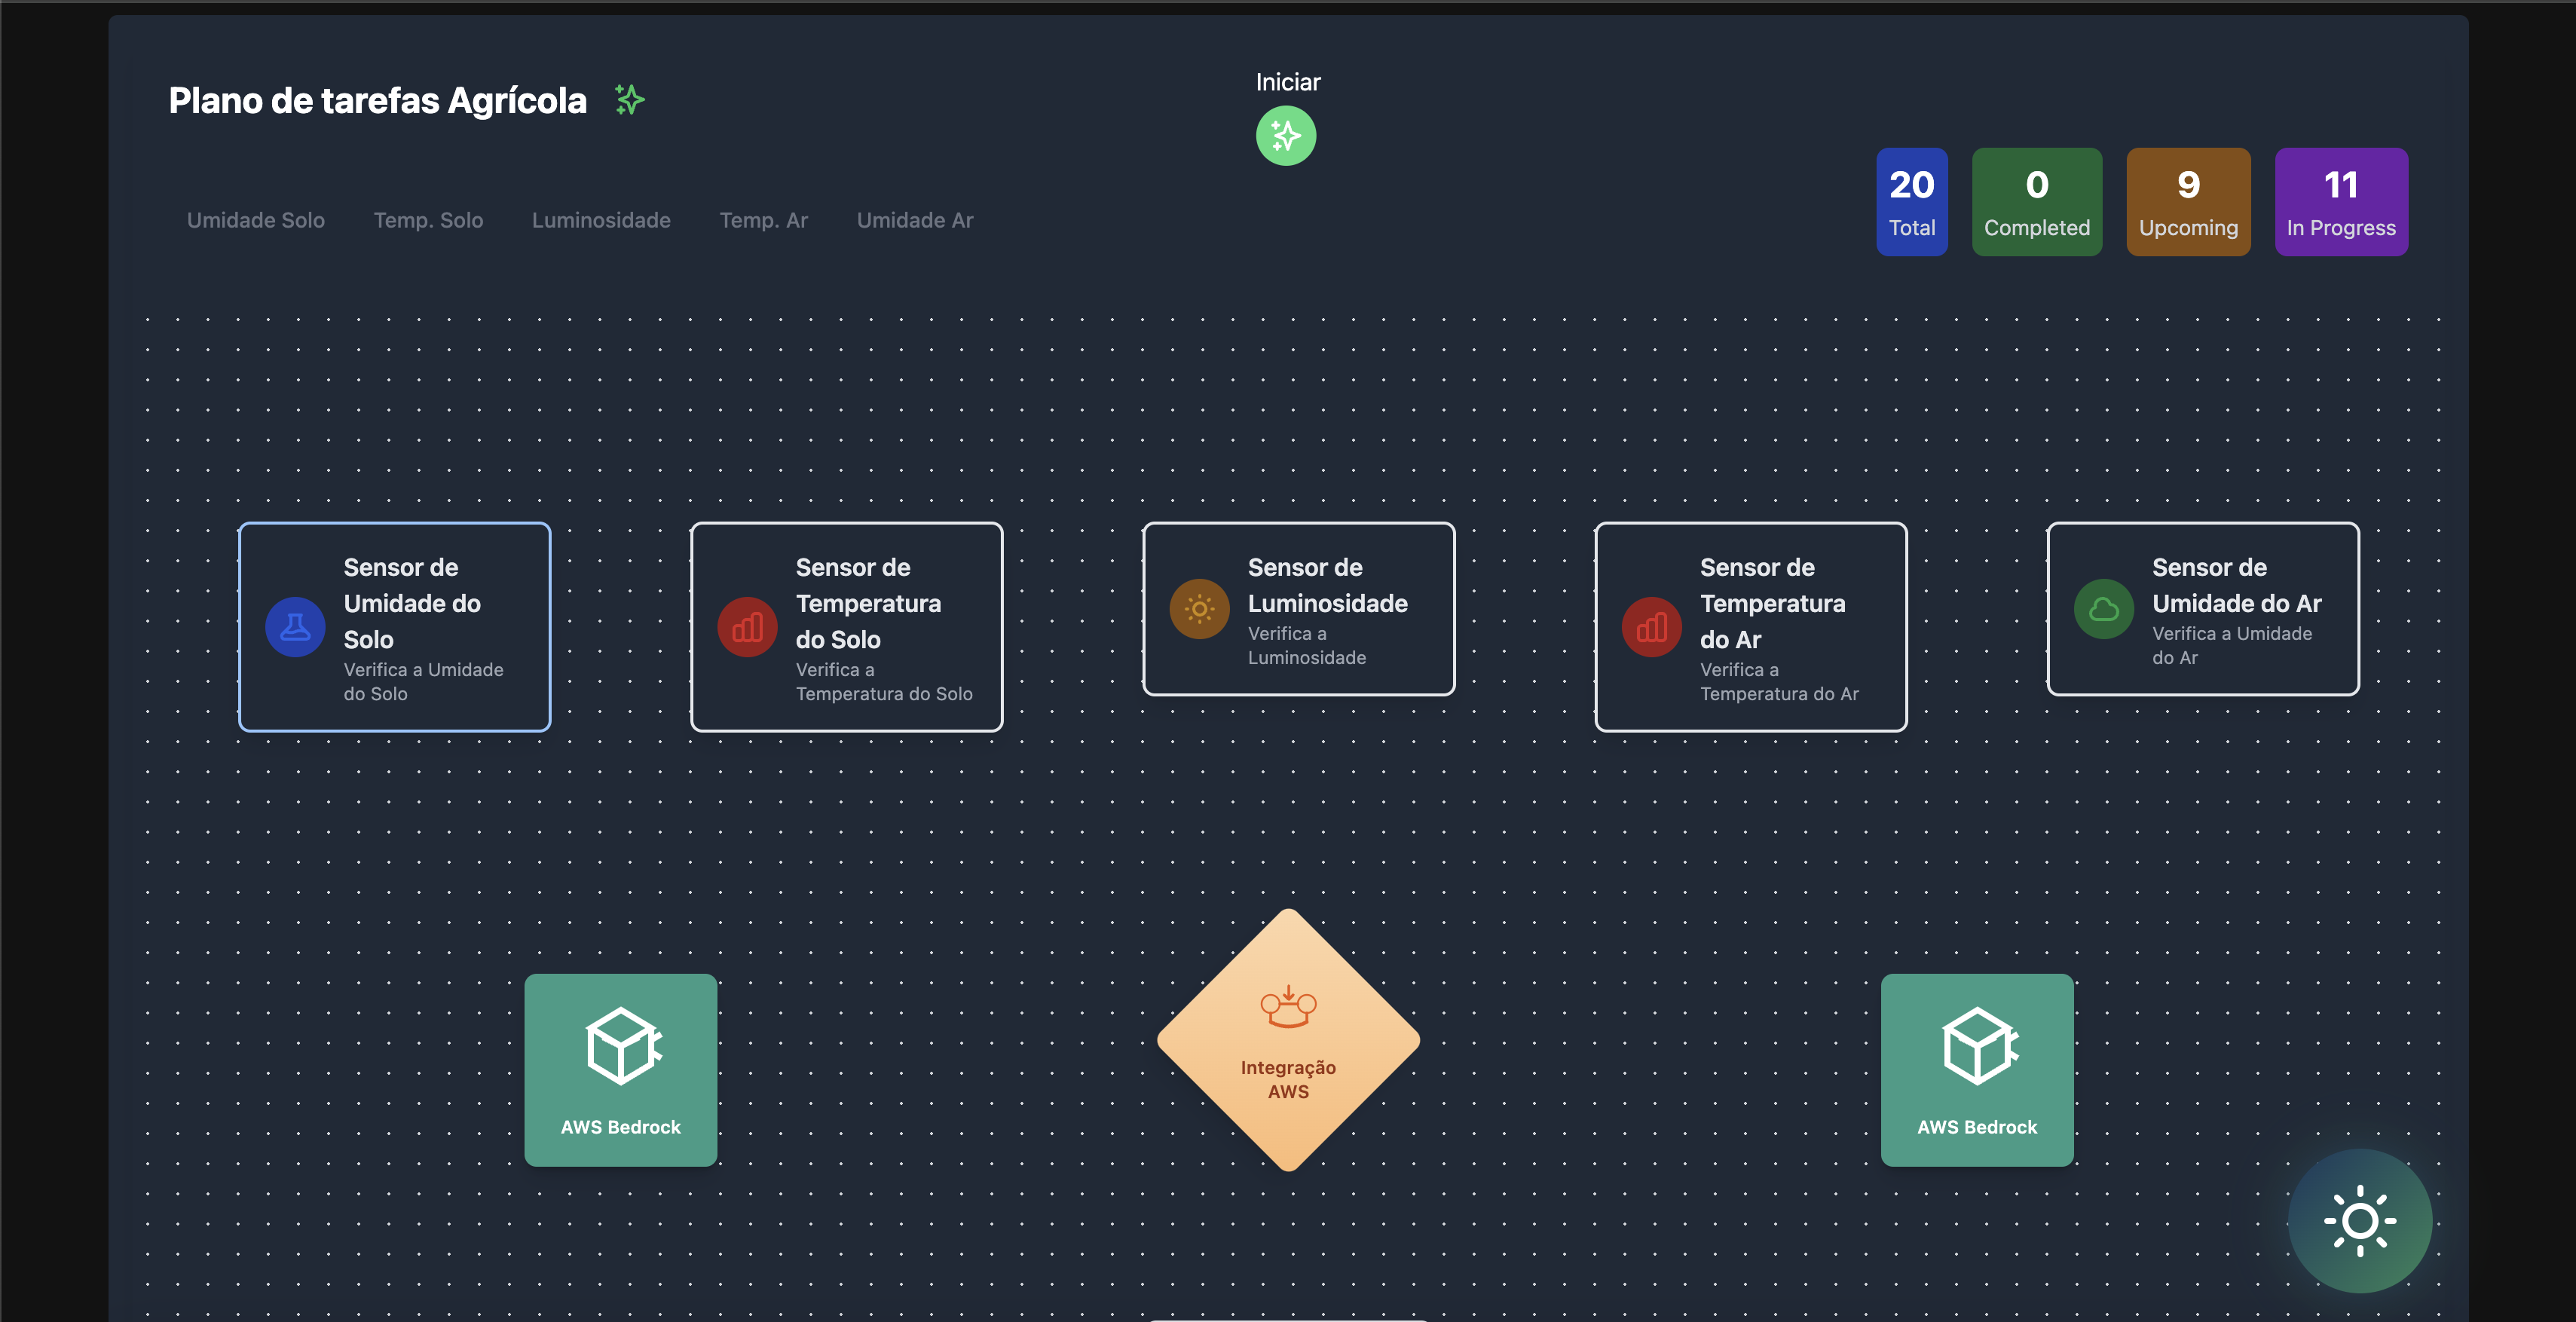 Plano de tarefas Agrícola
Iniciar
Umidade Solo
Temp. Solo
Luminosidade
Temp. Ar
Umidade Ar
20
Total
0
Completed
9
Upcoming
11
In Progress
Sensor de
Umidade do
Solo
Verifica a Umidade
do Solo
Sensor de
Temperatura
do Solo
Verifica a
Temperatura do Solo
Sensor de
Luminosidade
Verifica a
Luminosidade
Sensor de
Temperatura
do Ar
Verifica a
Temperatura do Ar
Sensor de
Umidade do Ar
Verifica a Umidade
do Ar
AWS Bedrock
Integração
AWS
AWS Bedrock